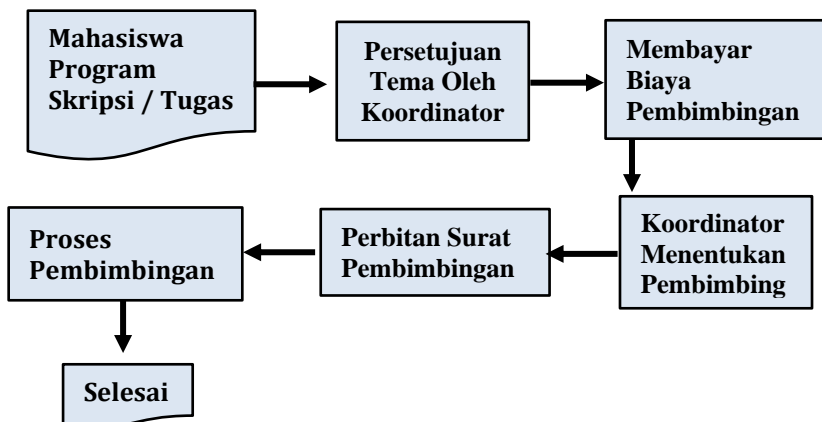 Mahasiswa
Program
Skripsi / Tugas
Persetujuan
Tema Oleh
Koordinator
Membayar
Biaya
Pembimbingan
Koordinator
Menentukan
Pembimbing
Perbitan Surat
Pembimbingan
Proses
Pembimbingan
Selesai